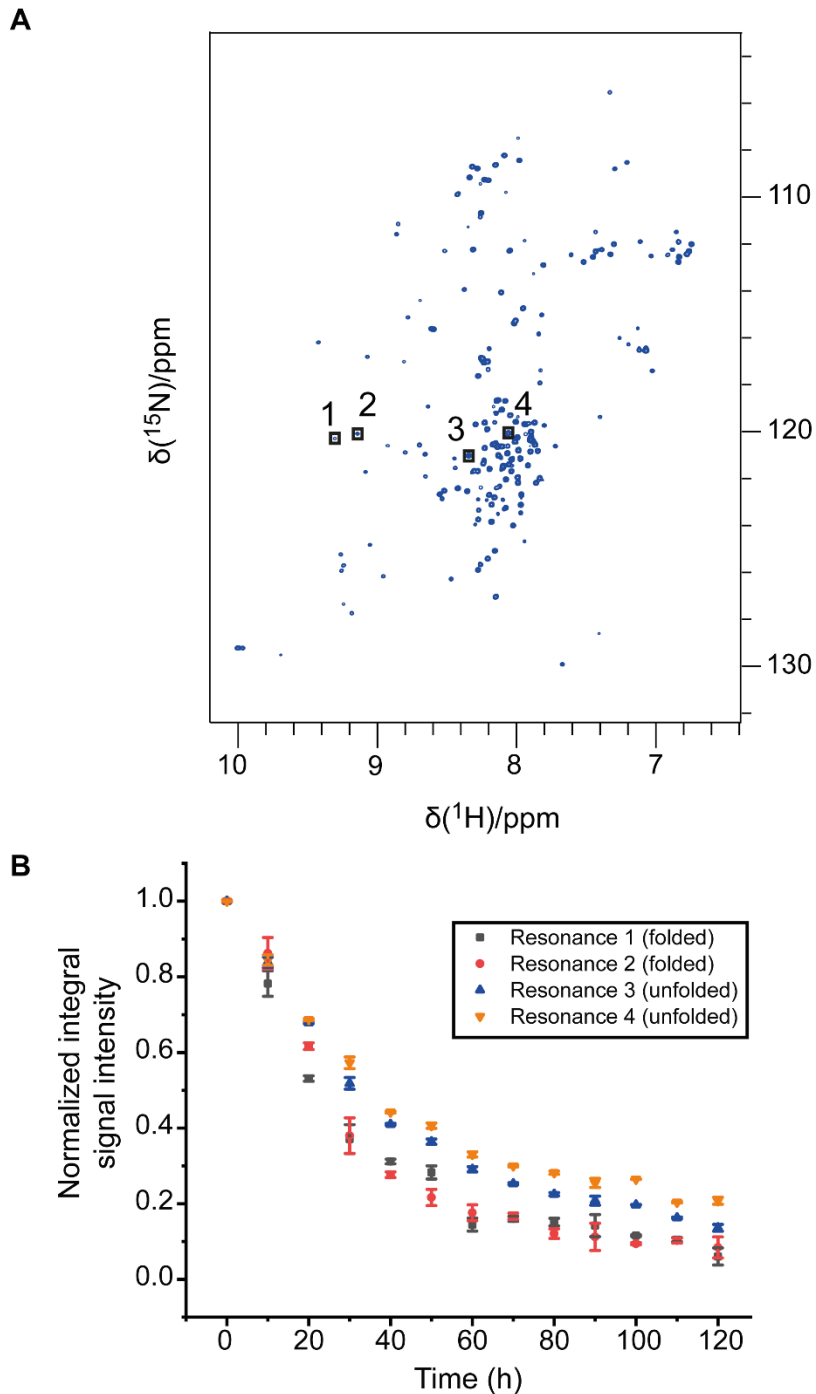 A
1
2
3
4
110
120
130
δ(¹⁵N)/ppm
10 9 8 7
δ(¹H)/ppm
B
1.0
0.8
0.6
0.4
0.2
0.0
Normalized integral
signal intensity
Resonance 1 (folded)
Resonance 2 (folded)
Resonance 3 (unfolded)
Resonance 4 (unfolded)
0 20 40 60 80 100 120
Time (h)